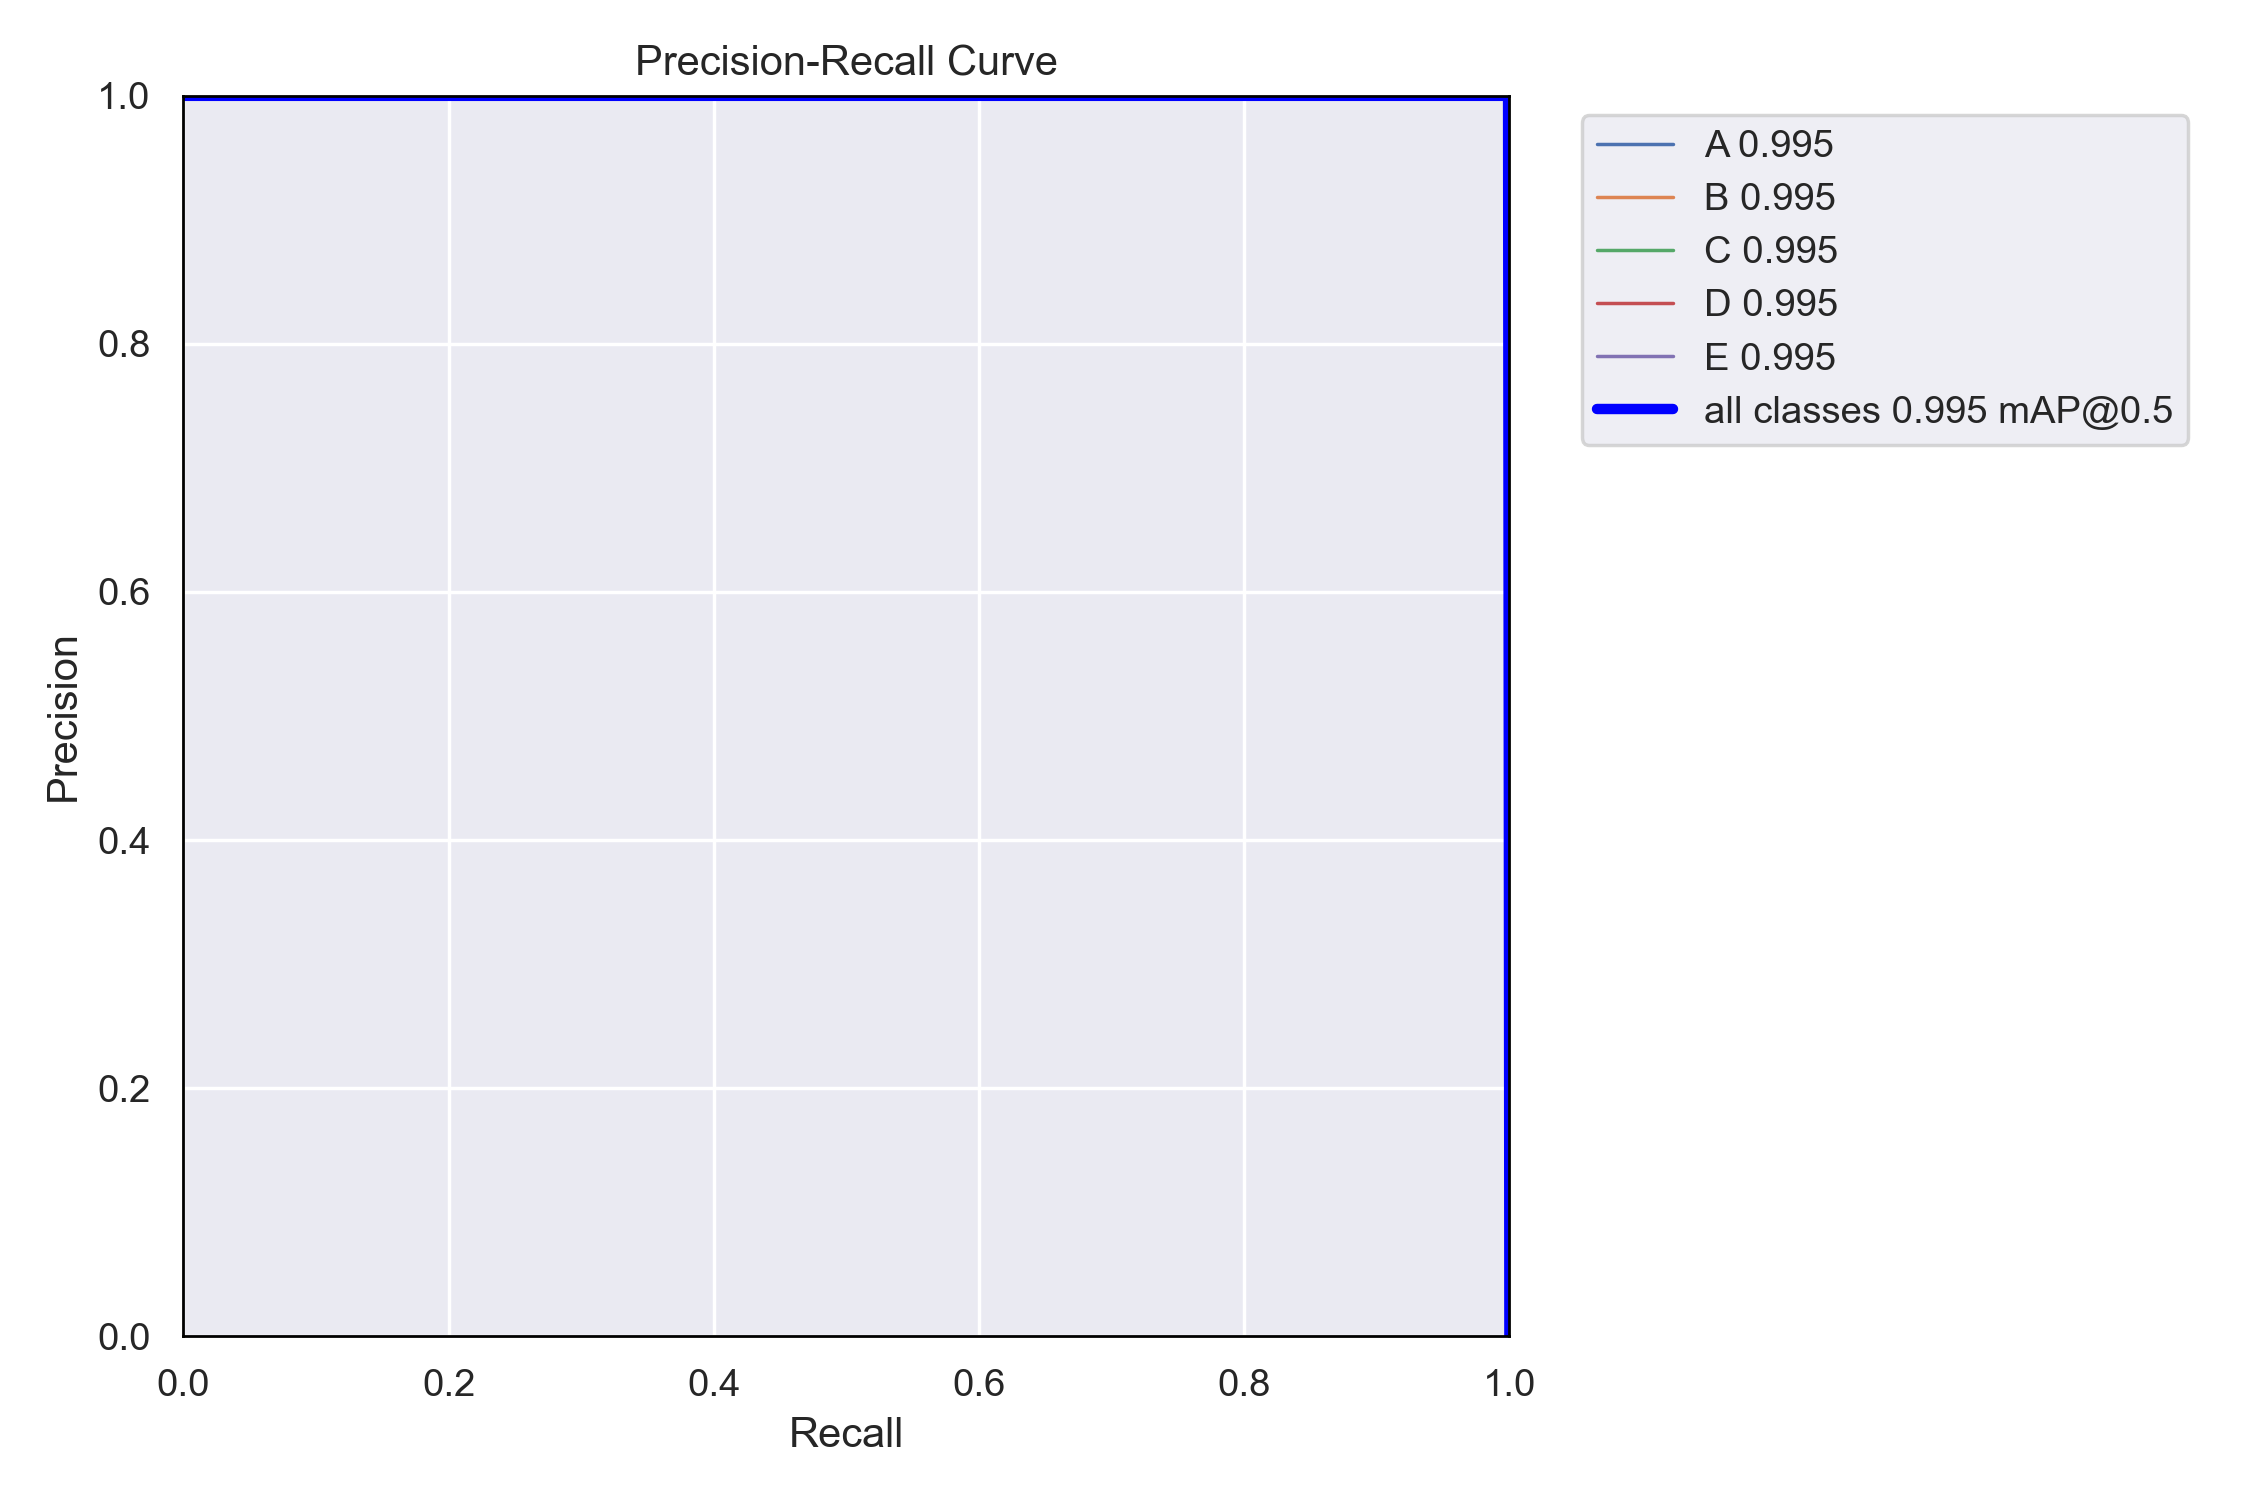 Precision-Recall Curve
1.0
0.8
0.6
0.4
0.2
0.0
Precision
0.0 0.2 0.4 0.6 0.8 1.0
Recall
A 0.995
B 0.995
C 0.995
D 0.995
E 0.995
all classes 0.995 mAP@0.5